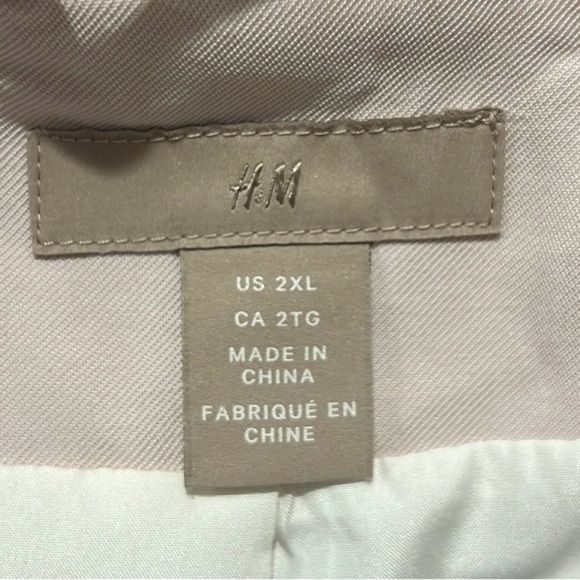 H&M
US 2XL
CA 2TG
MADE IN
CHINA
FABRIQUÉ EN
CHINE